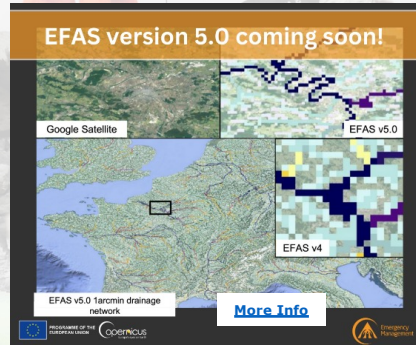 EFAS version 5.0 coming soon!
Google Satellite
EFAS v5.0
EFAS v4
EFAS v5.0 1arcmin drainage
network
More Info
PROGRAMME OF THE
EUROPEAN UNION
Copernicus
Emergency
Management